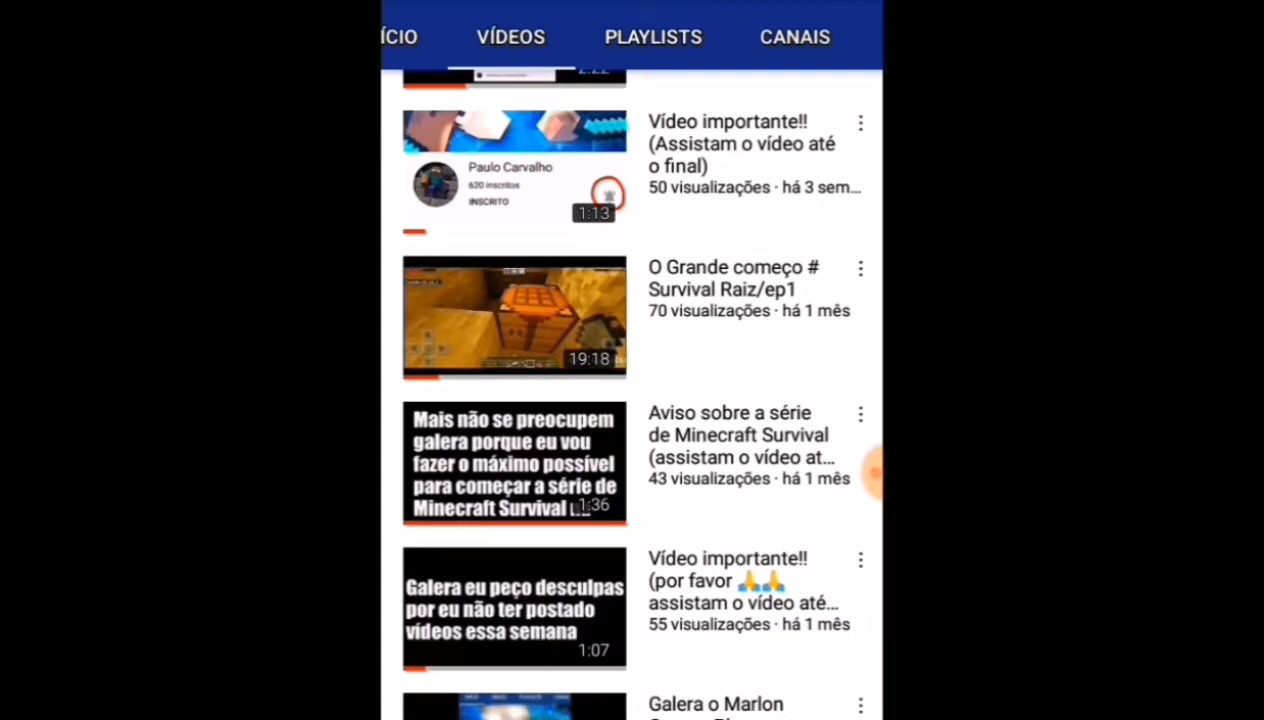 ÍCIO
VÍDEOS
PLAYLISTS
CANAIS
2:22
Vídeo importante!!
(Assistam o vídeo até
o final)
50 visualizações · há 3 sem...
Paulo Carvalho
620 inscritos
INSCRITO
1:13
O Grande começo #
Survival Raiz/ep1
70 visualizações · há 1 mês
19:18
Mais não se preocupem
galera porque eu vou
fazer o máximo possível
para começar a série de
Minecraft Survival
1:36
Aviso sobre a série
de Minecraft Survival
(assistam o vídeo at...
43 visualizações · há 1 mês
Galera eu peço desculpas
por eu não ter postado
vídeos essa semana
1:07
Vídeo importante!!
(por favor 🙏🙏
assistam o vídeo até...
55 visualizações · há 1 mês
Galera o Marlon